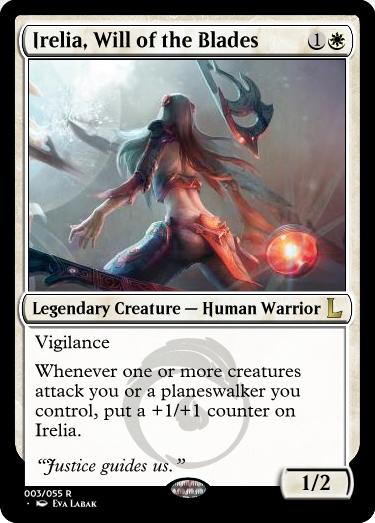 Irelia, Will of the Blades 1
Legendary Creature — Human Warrior L
Vigilance
Whenever one or more creatures
attack you or a planeswalker you
control, put a +1/+1 counter on
Irelia.
“Justice guides us.”
1/2
003/055 R
· Eva Labak